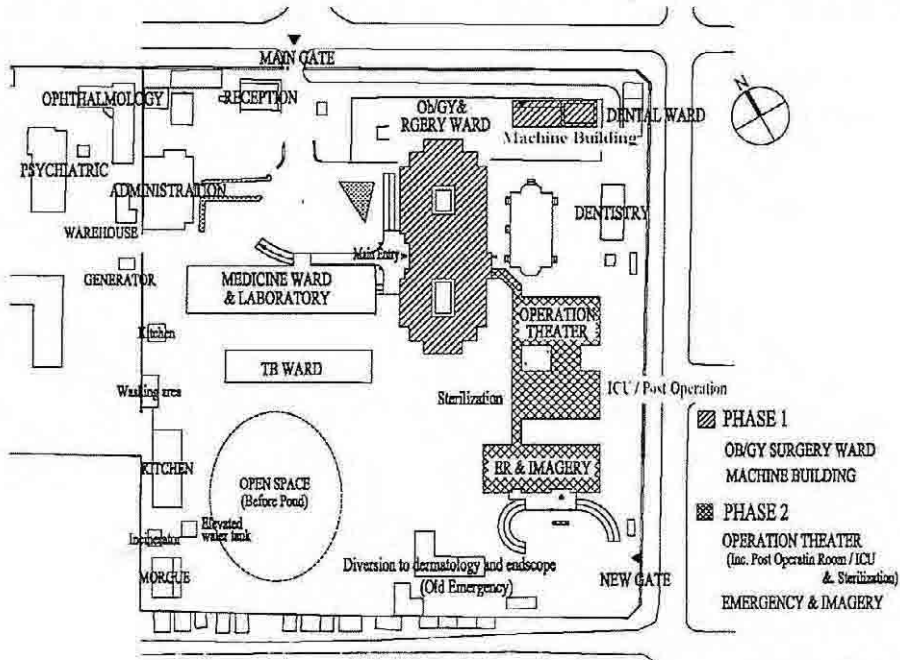 MAIN GATE
OPHTHALMOLOGY
RECEPTION
Ob/GY&
RGERY WARD
DENTAL WARD
Machine Building
N
PSYCHIATRIC
ADMINISTRATION
DENTISTRY
WAREHOUSE
Main Entry
GENERATOR
MEDICINE WARD
& LABORATORY
OPERATION
THEATER
Kitchen
TB WARD
Washing area
Sterilization
ICU / Post Operation
PHASE 1
OB/GY SURGERY WARD
MACHINE BUILDING
KITCHEN
ER & IMAGERY
OPEN SPACE
(Before Pond)
PHASE 2
OPERATION THEATER
(Inc. Post Operatin Room / ICU
& Sterilization)
EMERGENCY & IMAGERY
Incinerator
Elevated
water tank
MORGUE
Diversion to dermatology and endscope
(Old Emergency)
NEW GATE